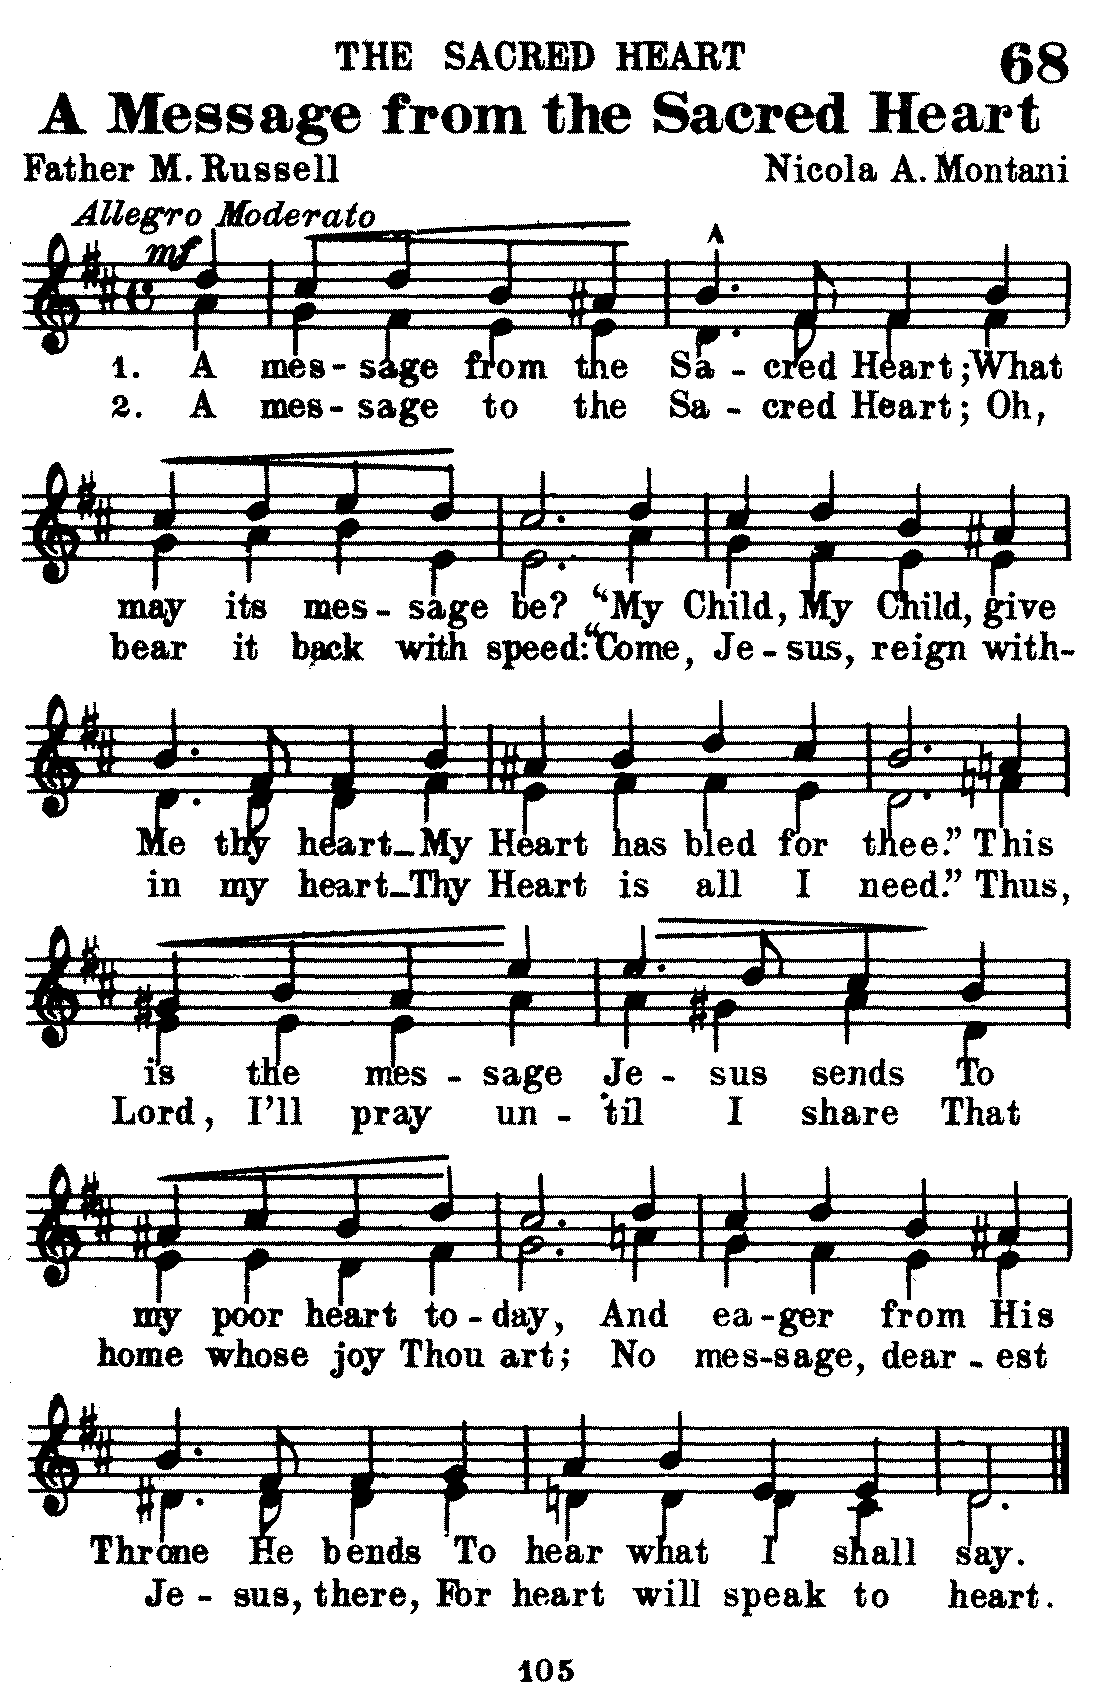 THE SACRED HEART 68
A Message from the Sacred Heart
Father M. Russell Nicola A. Montani
Allegro Moderato
mf
1. A mes- sage from the Sa - cred Heart; What
2. A mes- sage to the Sa - cred Heart; Oh,
may its mes - sage be? "My Child, My Child, give
bear it back with speed: "Come, Je - sus, reign with-
Me thy heart_My Heart has bled for thee." This
in my heart_Thy Heart is all I need." Thus,
is the mes - sage Je - sus sends To
Lord, I'll pray un - til I share That
my poor heart to - day, And ea - ger from His
home whose joy Thou art; No mes-sage, dear - est
Throne He bends To hear what I shall say.
Je - sus, there, For heart will speak to heart.
105